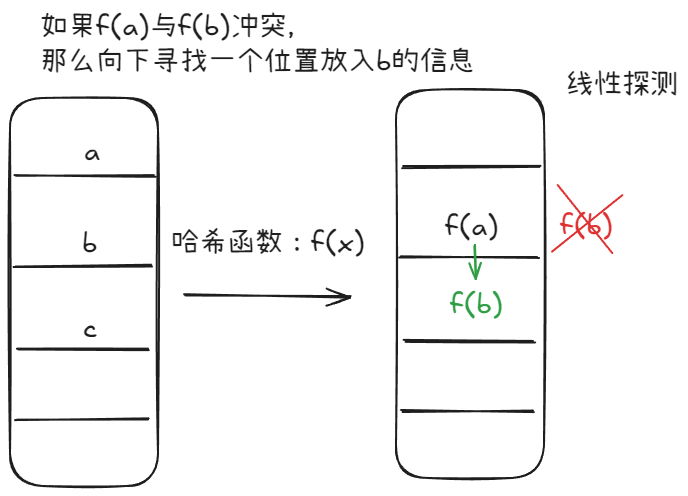 如果f(a)与f(b)冲突，
那么向下寻找一个位置放入b的信息
线性探测
a
b
c
哈希函数：f(x)
f(a)
f(b)
f(b)